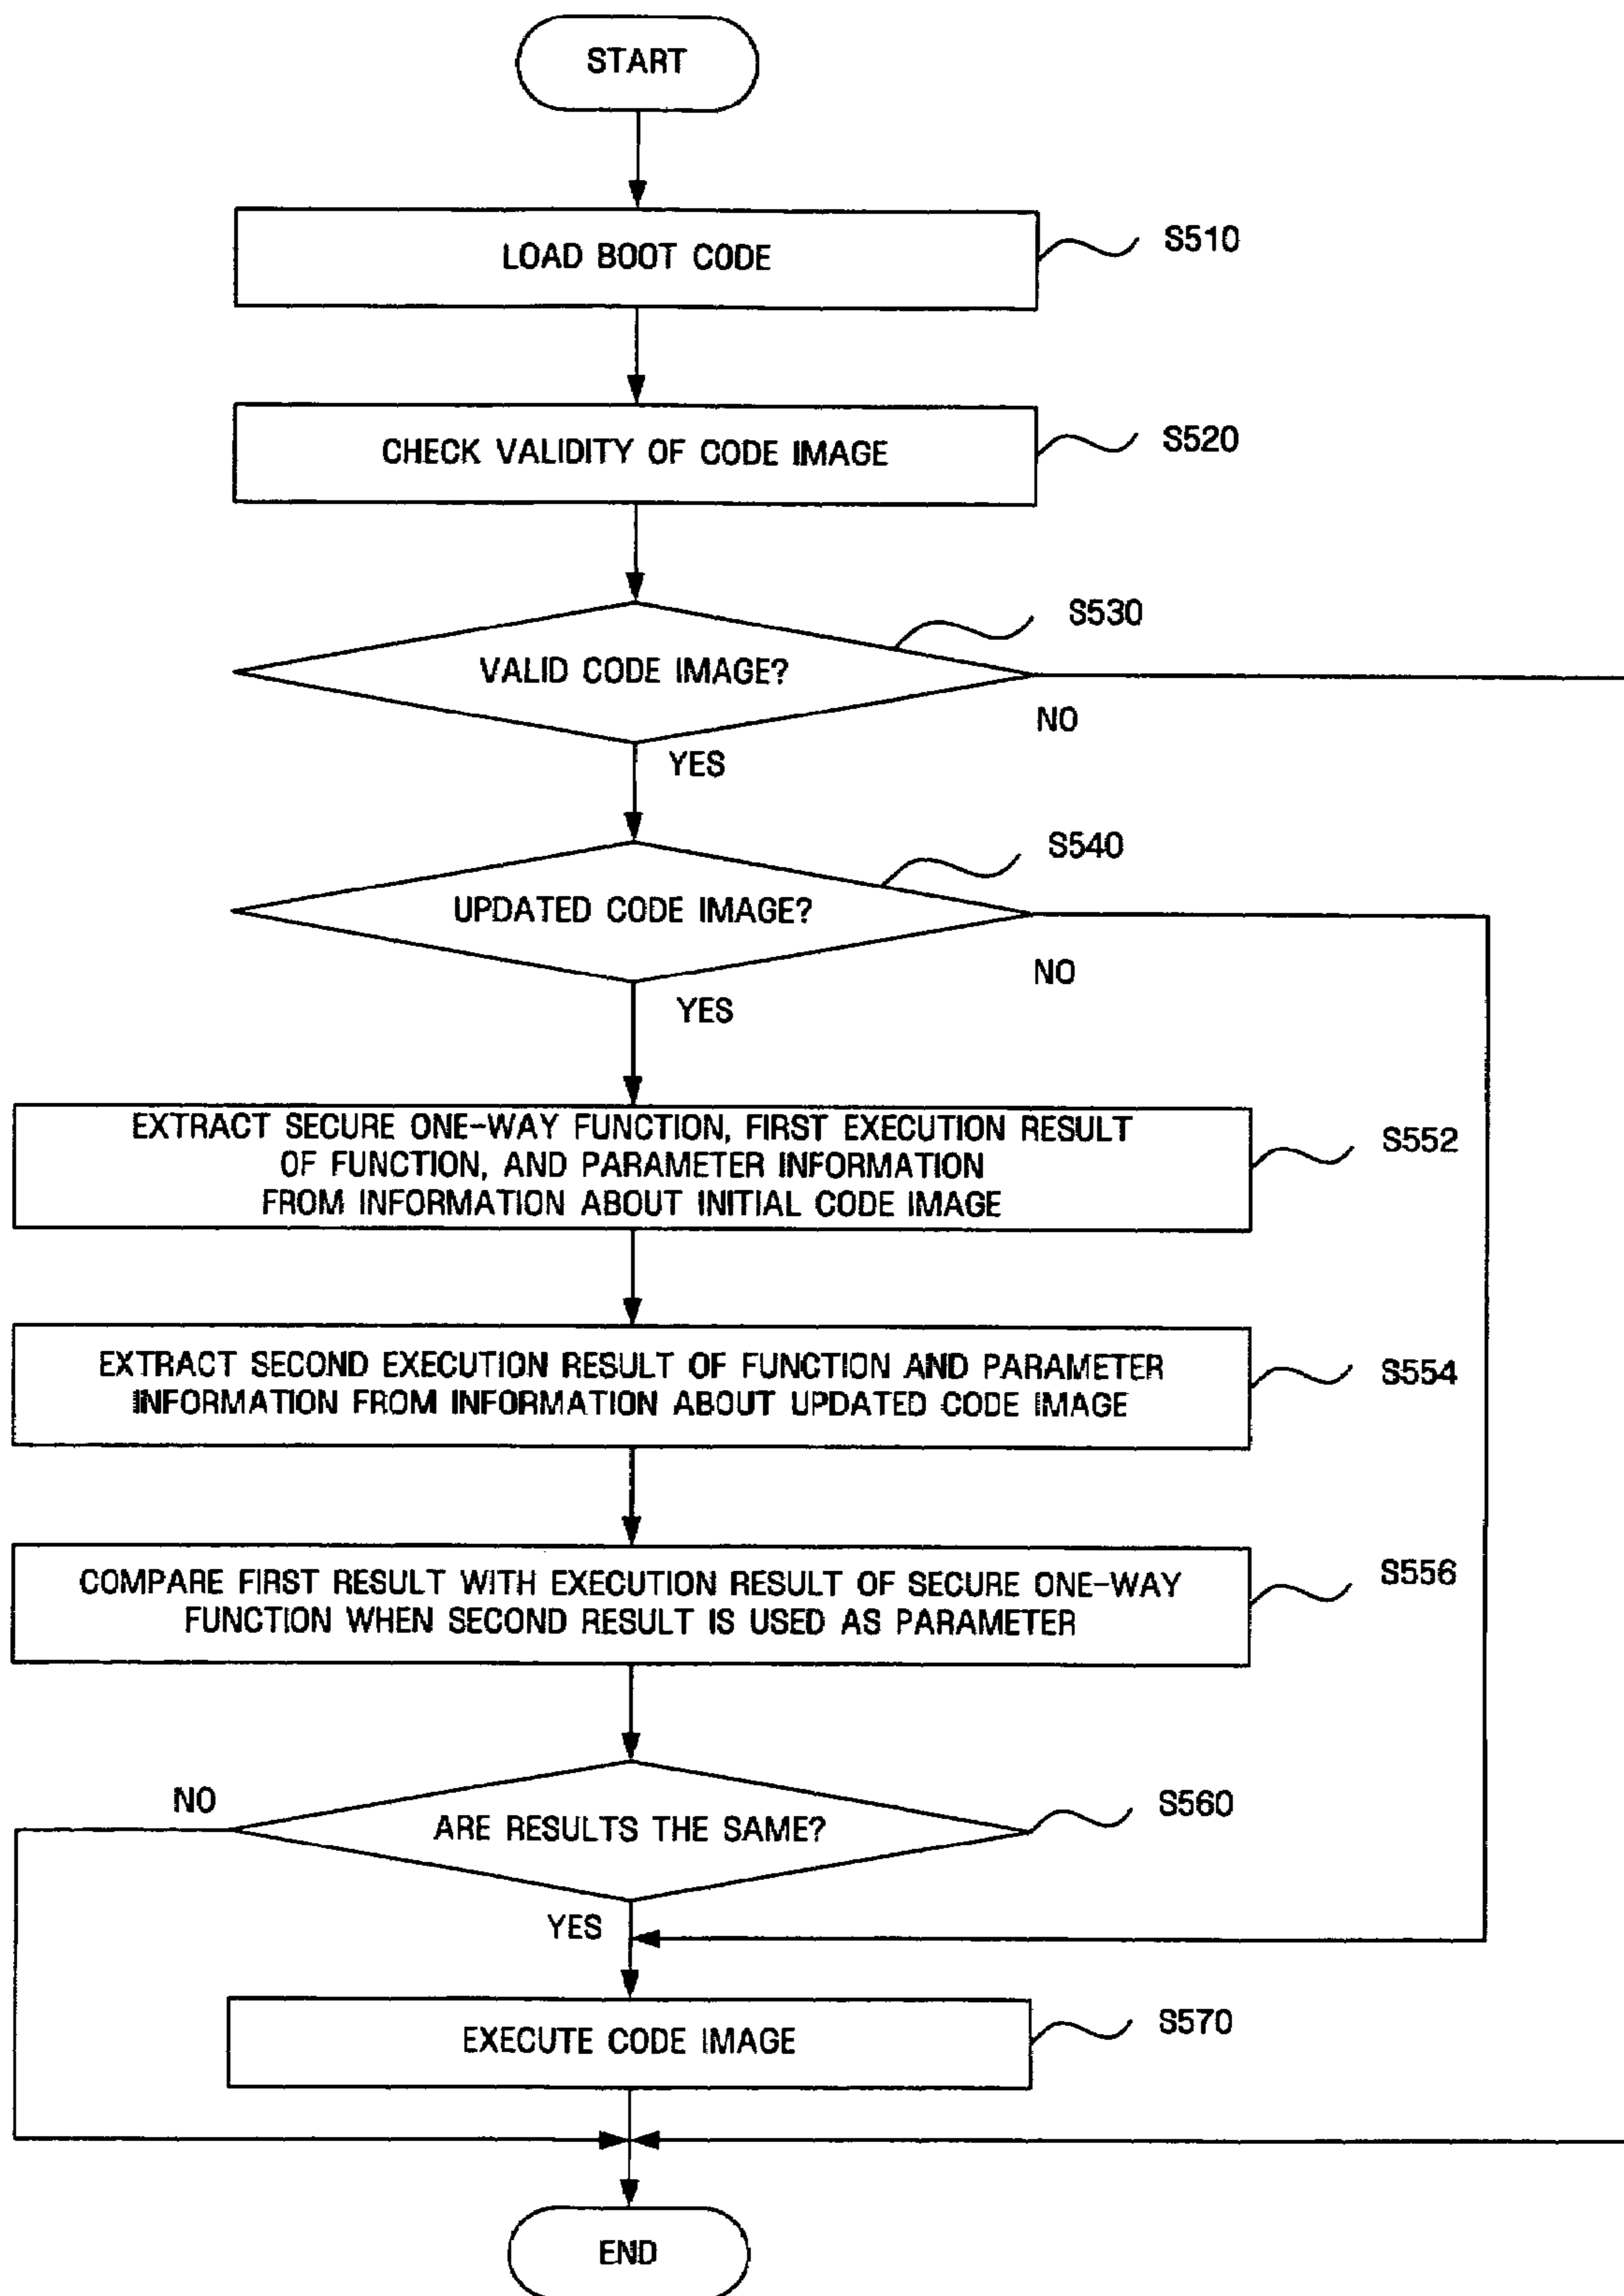 START
LOAD BOOT CODE
S510
CHECK VALIDITY OF CODE IMAGE
S520
S530
VALID CODE IMAGE?
NO
YES
S540
UPDATED CODE IMAGE?
NO
YES
EXTRACT SECURE ONE-WAY FUNCTION, FIRST EXECUTION RESULT
OF FUNCTION, AND PARAMETER INFORMATION
FROM INFORMATION ABOUT INITIAL CODE IMAGE
S552
EXTRACT SECOND EXECUTION RESULT OF FUNCTION AND PARAMETER
INFORMATION FROM INFORMATION ABOUT UPDATED CODE IMAGE
S554
COMPARE FIRST RESULT WITH EXECUTION RESULT OF SECURE ONE-WAY
FUNCTION WHEN SECOND RESULT IS USED AS PARAMETER
S556
NO
ARE RESULTS THE SAME?
S560
YES
EXECUTE CODE IMAGE
S570
END